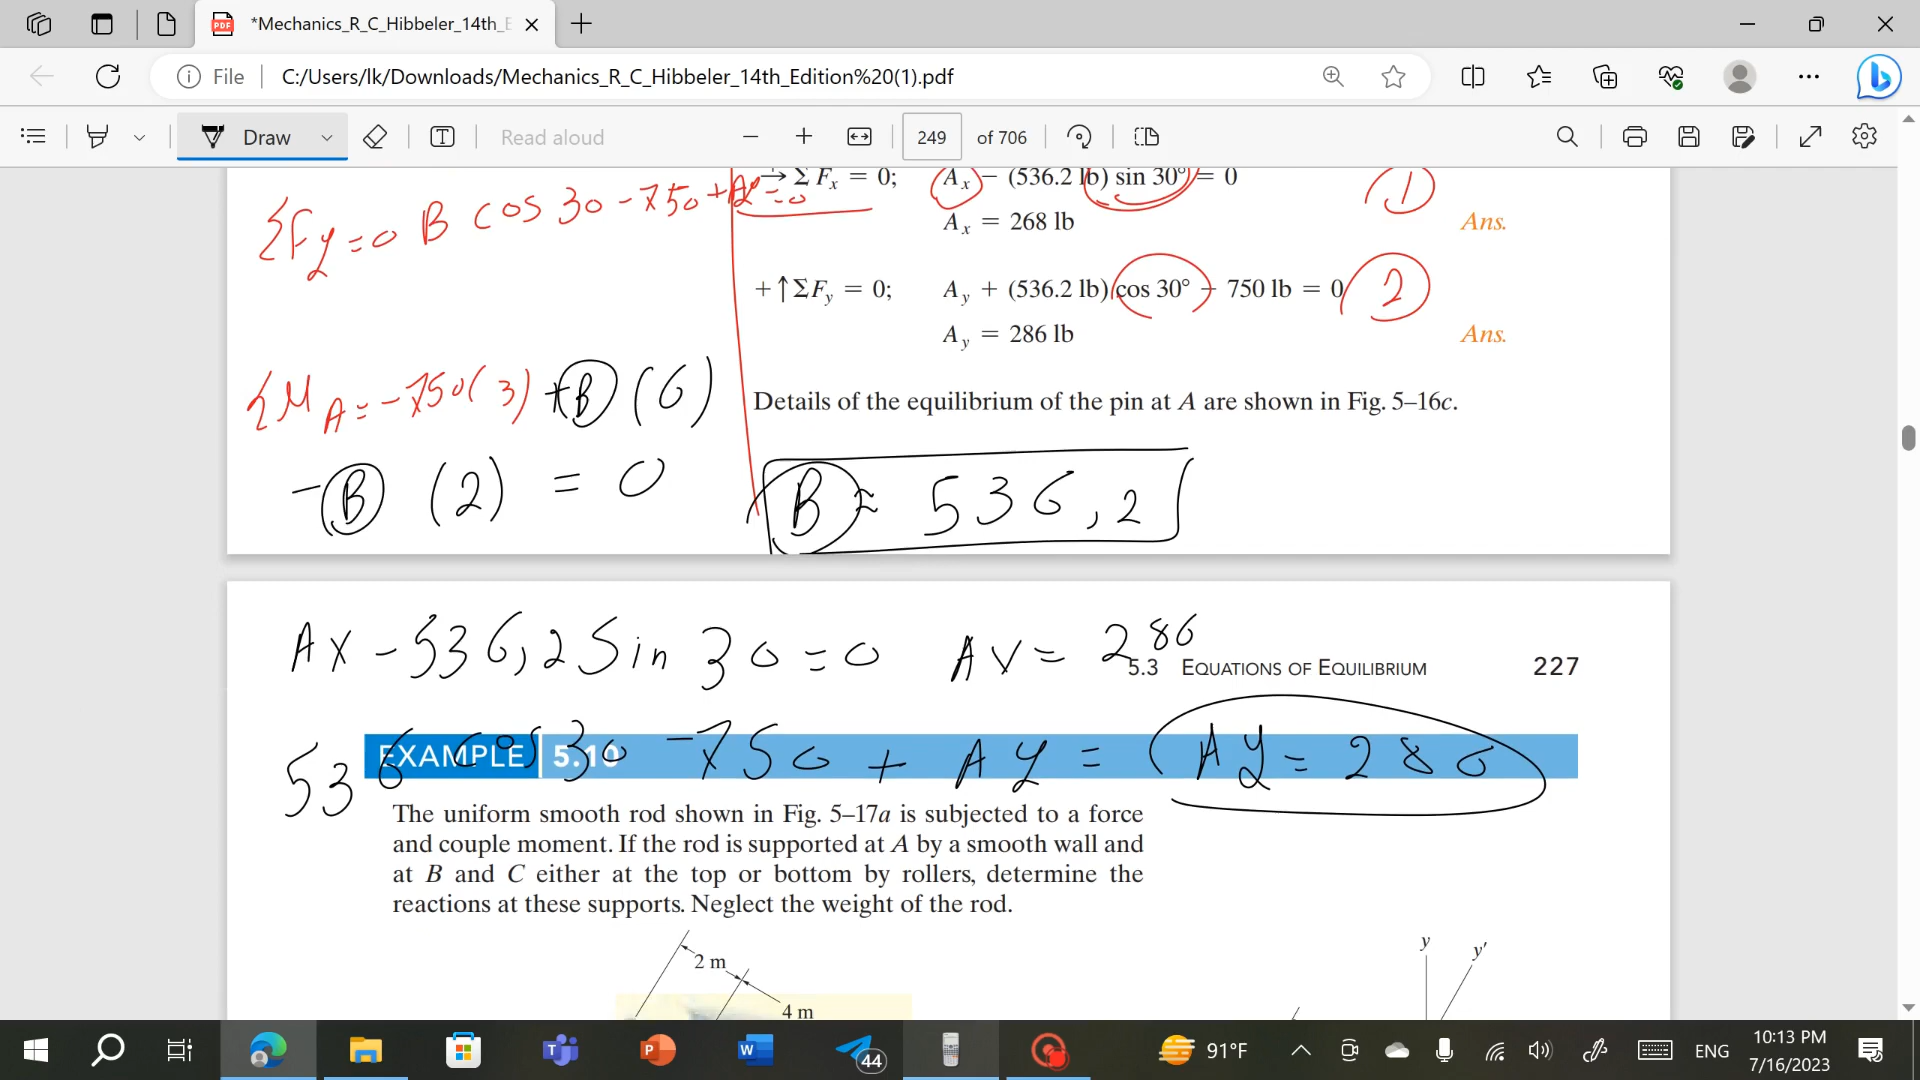 *Mechanics_R_C_Hibbeler_14th_E
File C:/Users/lk/Downloads/Mechanics_R_C_Hibbeler_14th_Edition%20(1).pdf
Draw Read aloud 249 of 706
ΣFy=0 B cos 30 -750+Ay=0
→ Σ Fx = 0; Ax − (536.2 lb) sin 30° = 0 1
Ax = 268 lb Ans.
+↑ΣFy = 0; Ay + (536.2 lb) cos 30° − 750 lb = 0 2
Ay = 286 lb Ans.
ΣMA=-750(3)+B(6)
Details of the equilibrium of the pin at A are shown in Fig. 5–16c.
-B (2) = 0 B ≈ 536,2
AX -536,2 Sin 30=0 AV= 286
5.3 EQUATIONS OF EQUILIBRIUM 227
536 cos 30 -750 + AY = AY = 286
EXAMPLE 5.10
The uniform smooth rod shown in Fig. 5–17a is subjected to a force
and couple moment. If the rod is supported at A by a smooth wall and
at B and C either at the top or bottom by rollers, determine the
reactions at these supports. Neglect the weight of the rod.
2 m
4 m
y y′
44 91°F ENG 10:13 PM
7/16/2023